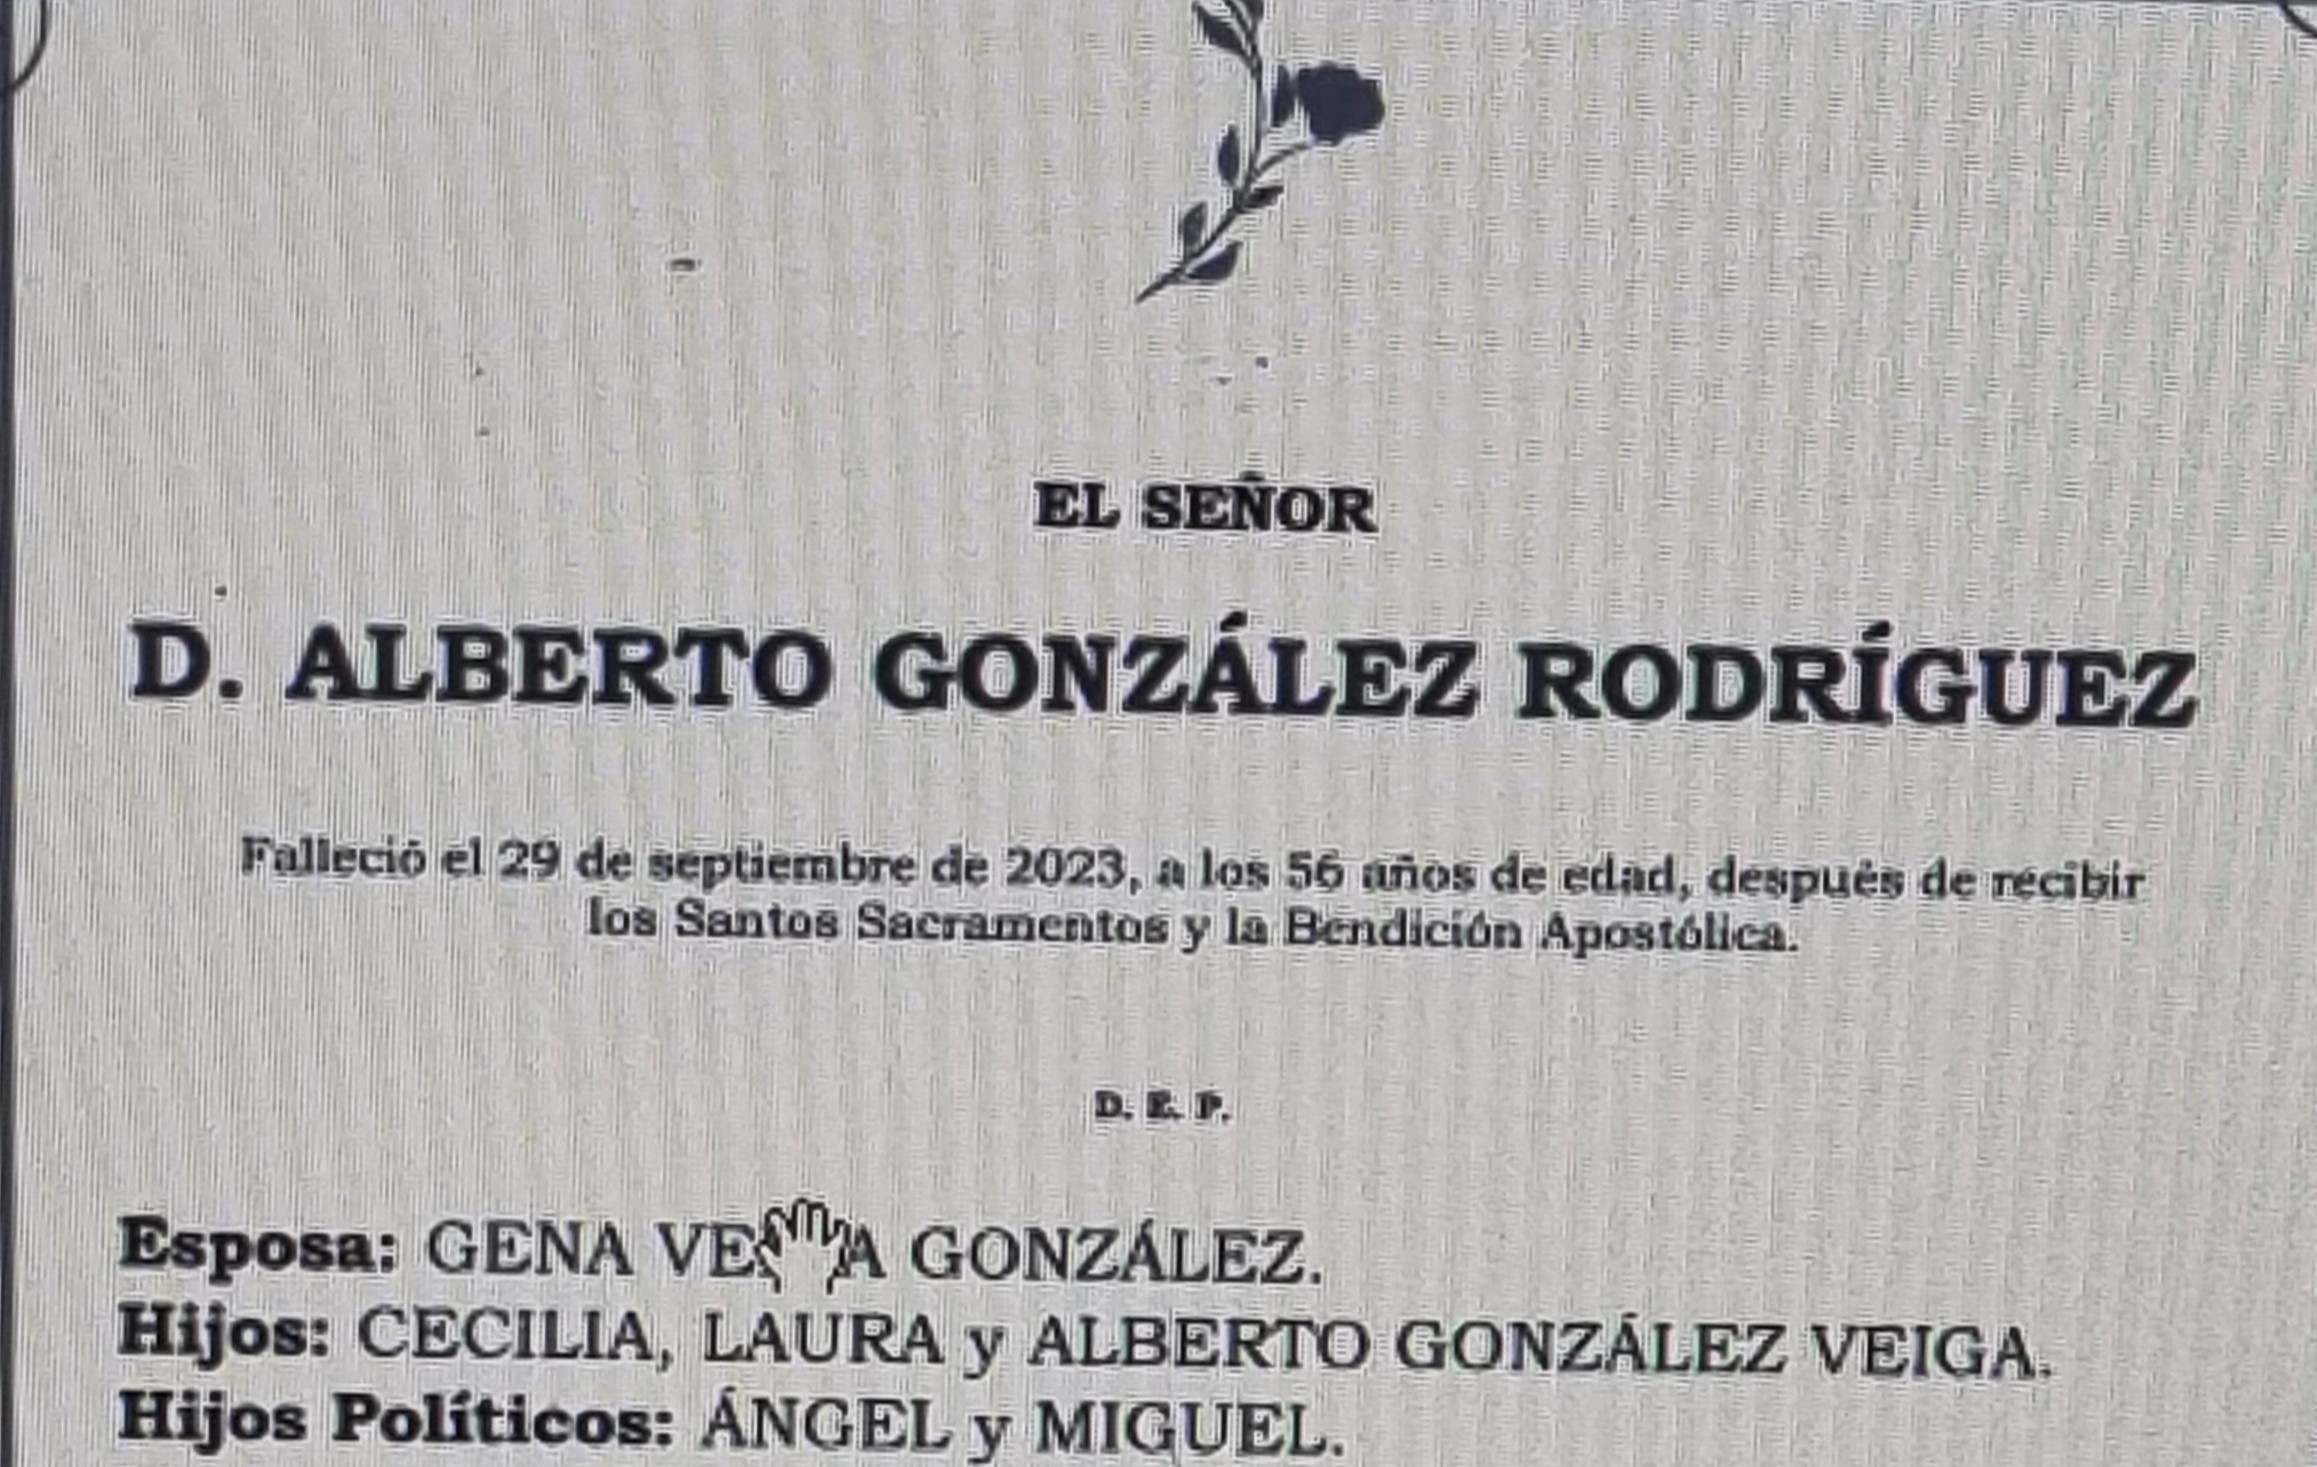 EL SEÑOR
D. ALBERTO GONZÁLEZ RODRÍGUEZ
Falleció el 29 de septiembre de 2023, a los 56 años de edad, después de recibir
los Santos Sacramentos y la Bendición Apostólica.
D. E. P.
Esposa: GENA GONZÁLEZ.
Hijos: CECILIA, LAURA y ALBERTO GONZÁLEZ VEIGA.
Hijos Políticos: ÁNGEL y MIGUEL.